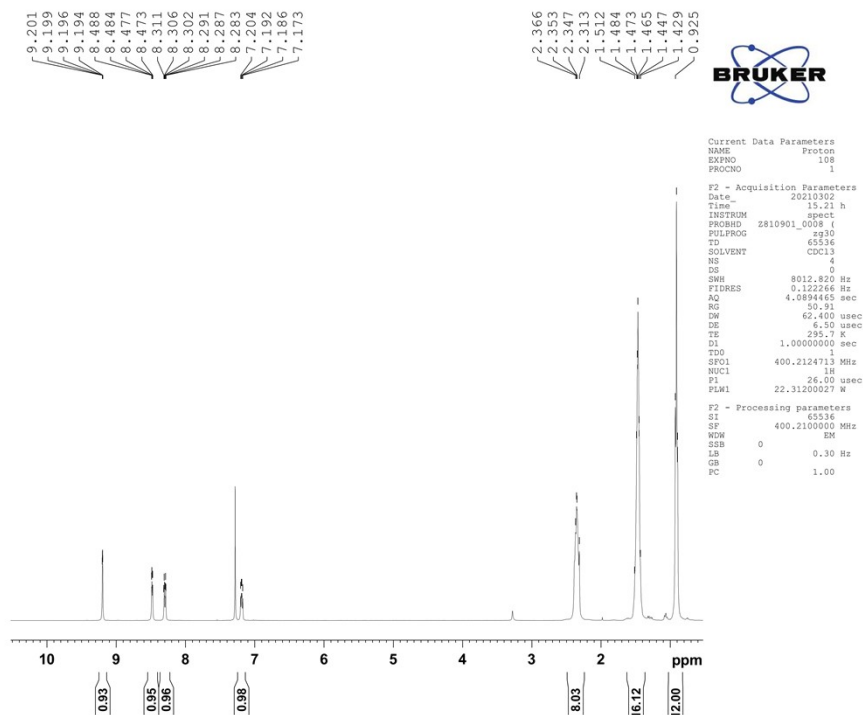 9.201
9.199
9.196
9.194
8.488
8.484
8.477
8.473
8.311
8.306
8.302
8.291
8.287
8.283
7.204
7.192
7.186
7.173
2.366
2.353
2.347
2.313
1.512
1.484
1.473
1.465
1.447
1.429
0.925
BRUKER
Current Data Parameters
NAME Proton
EXPNO 108
PROCNO 1
F2 - Acquisition Parameters
Date_ 20210302
Time 15.21 h
INSTRUM spect
PROBHD Z810901_0008 (
PULPROG zg30
TD 65536
SOLVENT CDCl3
NS 4
DS 0
SWH 8012.820 Hz
FIDRES 0.122266 Hz
AQ 4.0894465 sec
RG 50.91
DW 62.400 usec
DE 6.50 usec
TE 295.7 K
D1 1.00000000 sec
TD0 1
SFO1 400.2124713 MHz
NUC1 1H
P1 26.00 usec
PLW1 22.31200027 W
F2 - Processing parameters
SI 65536
SF 400.2100000 MHz
WDW EM
SSB 0
LB 0.30 Hz
GB 0
PC 1.00
10 9 8 7 6 5 4 3 2 ppm
0.93
0.95
0.96
0.98
8.03
16.12
12.00